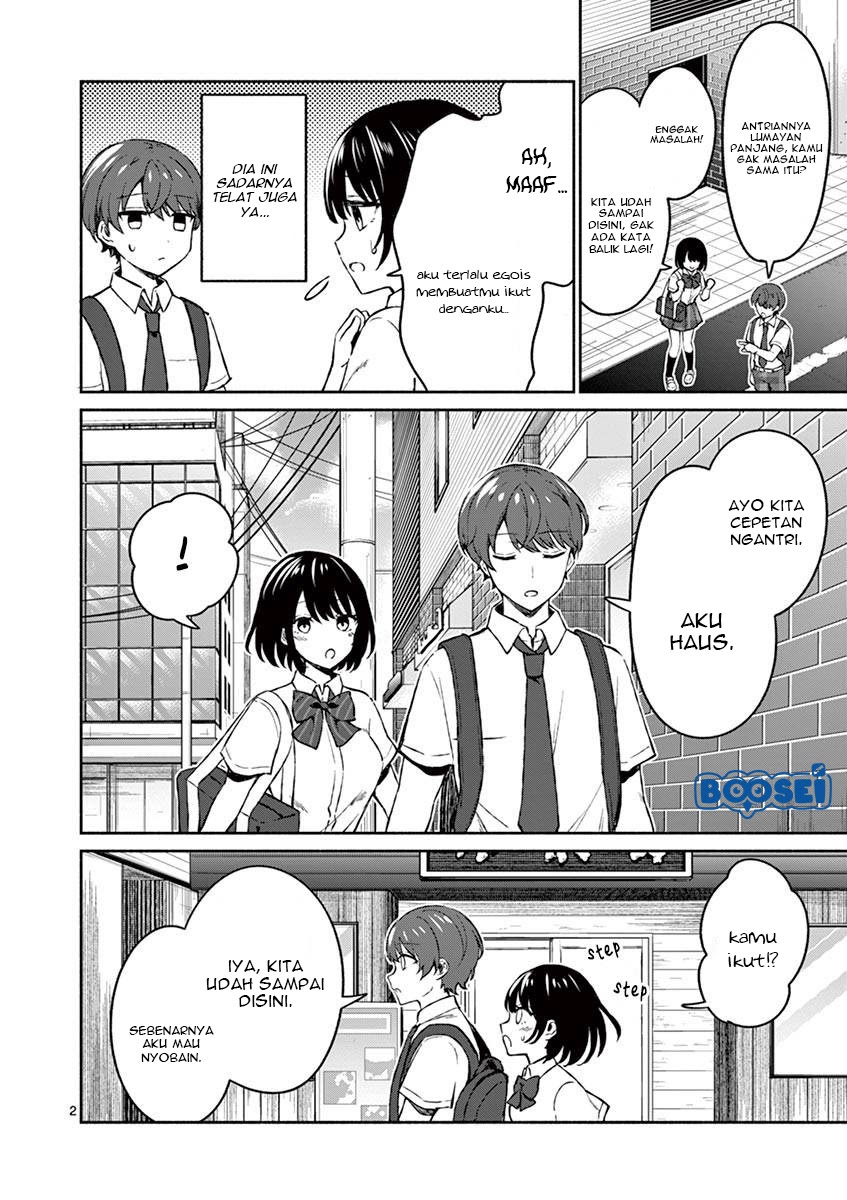 ANTRIANNYA
LUMAYAN
PANJANG, KAMU
GAK MASALAH
SAMA ITU?
ENGGAK
MASALAH!
KITA UDAH
SAMPAI
DISINI, GAK
ADA KATA
BALIK LAGI!
AH,
MAAF...
aku terlalu egois
membuatmu ikut
denganku..
DIA INI
SADARNYA
TELAT JUGA
YA...
AYO KITA
CEPETAN
NGANTRI.
AKU
HAUS.
!
BOOSEI
kamu
ikut!?
step
step
IYA, KITA
UDAH SAMPAI
DISINI.
SEBENARNYA
AKU MAU
NYOBAIN.
2